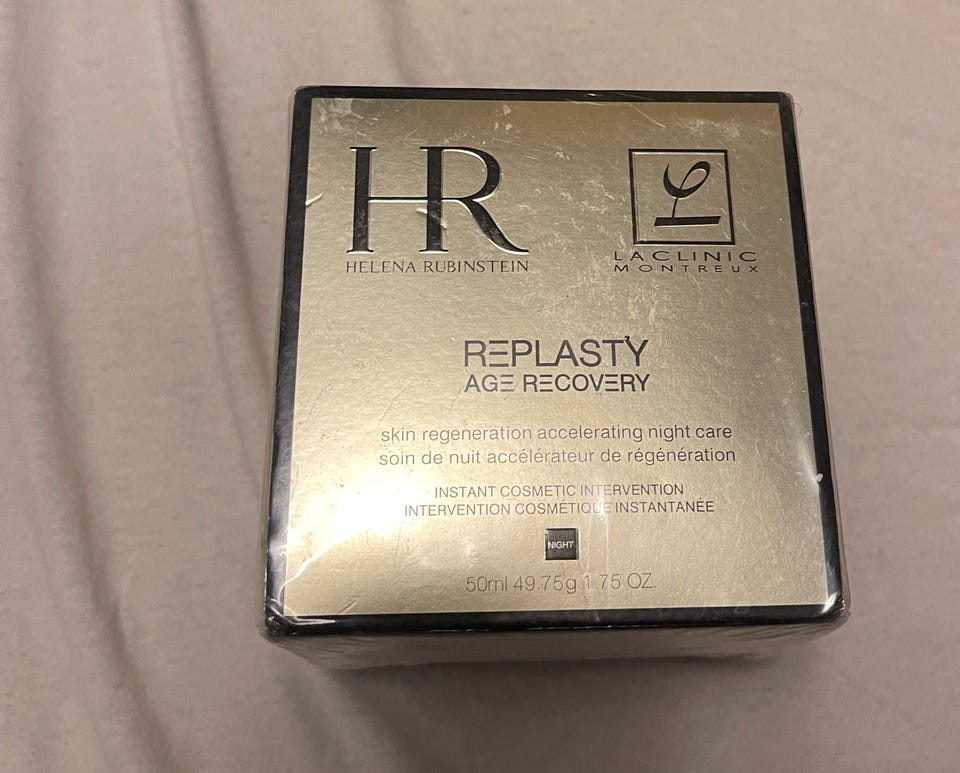 HR
HELENA RUBINSTEIN
LACLINIC
MONTREUX
REPLASTY
AGE RECOVERY
skin regeneration accelerating night care
soin de nuit accélérateur de régénération
INSTANT COSMETIC INTERVENTION
INTERVENTION COSMÉTIQUE INSTANTANÉE
NIGHT
50ml 49.75g 1.75 OZ.